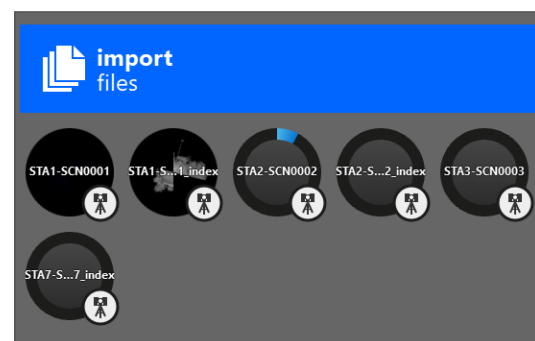 import
files
STA1-SCN0001 STA1-S...1_index STA2-SCN0002 STA2-S...2_index STA3-SCN0003
STA7-S...7_index